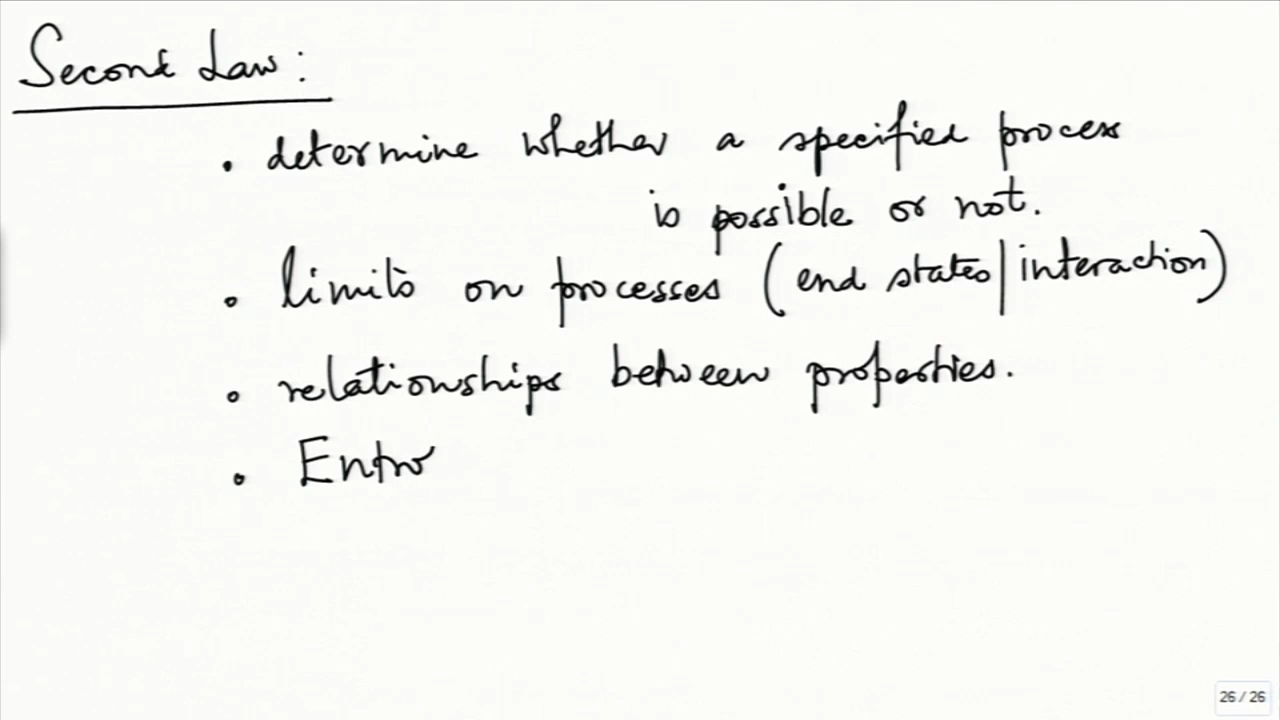 Second Law:
• determine whether a specified process
is possible or not.
• limits on processes (end states/interaction)
• relationships between properties.
• Entro
26 / 26